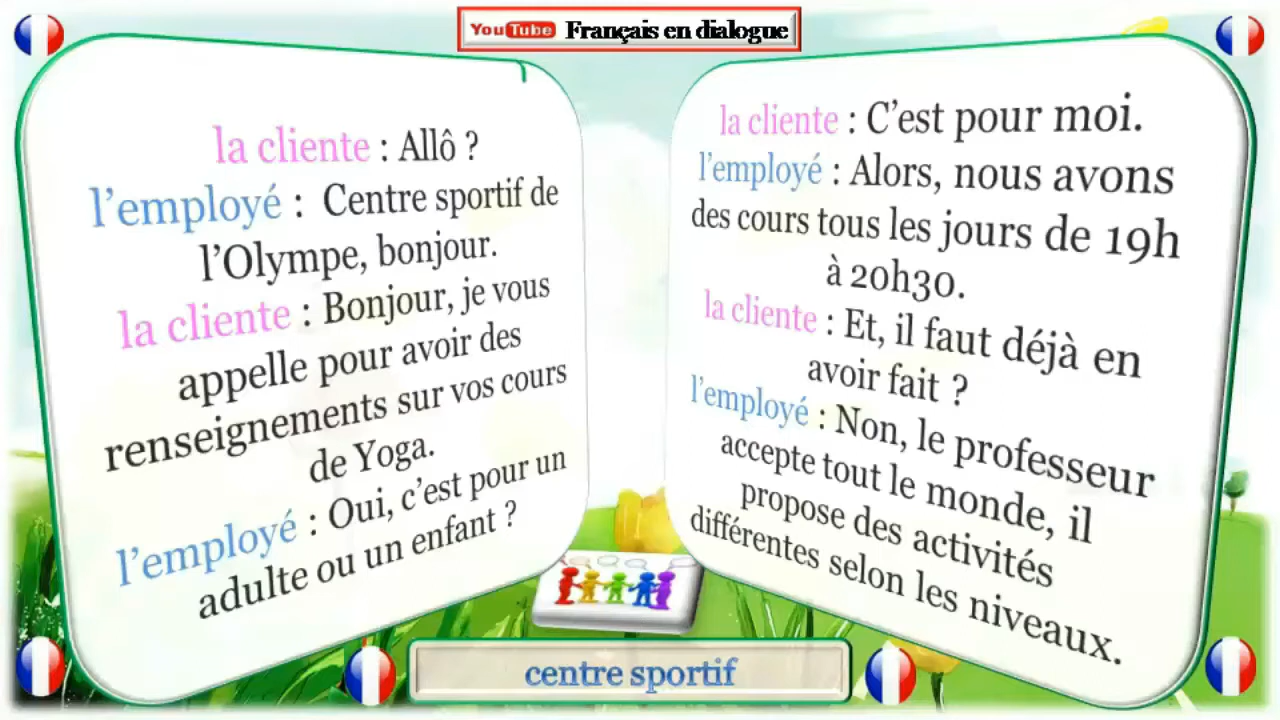 YouTube Français en dialogue
la cliente : Allô ?
l'employé : Centre sportif de
l'Olympe, bonjour.
la cliente : Bonjour, je vous
appelle pour avoir des
renseignements sur vos cours
de Yoga.
l'employé : Oui, c'est pour un
adulte ou un enfant ?
la cliente : C'est pour moi.
l'employé : Alors, nous avons
des cours tous les jours de 19h
à 20h30.
la cliente : Et, il faut déjà en
avoir fait ?
l'employé : Non, le professeur
accepte tout le monde, il
propose des activités
différentes selon les niveaux.
centre sportif